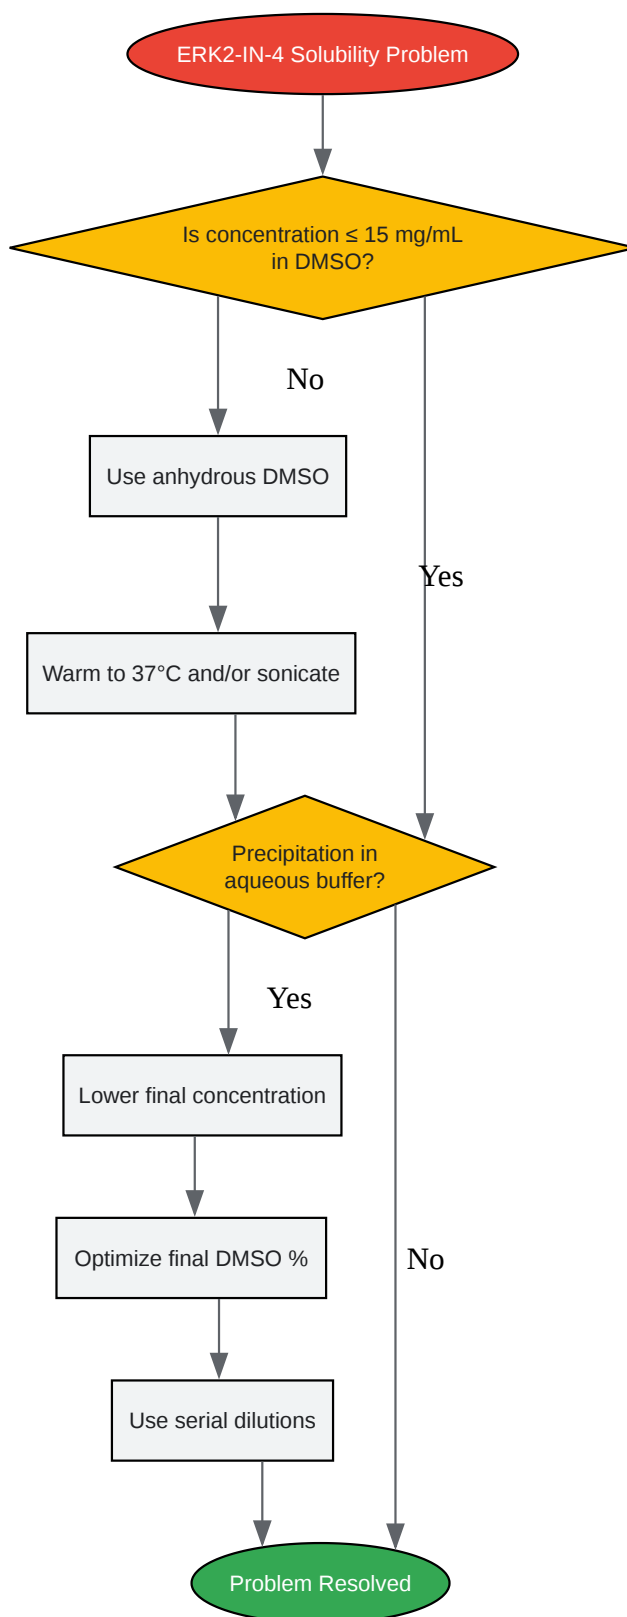 ERK2-IN-4 Solubility Problem
Is concentration ≤ 15 mg/mL
in DMSO?
No
Use anhydrous DMSO
Yes
Warm to 37°C and/or sonicate
Precipitation in
aqueous buffer?
Yes
Lower final concentration
Optimize final DMSO %
No
Use serial dilutions
Problem Resolved